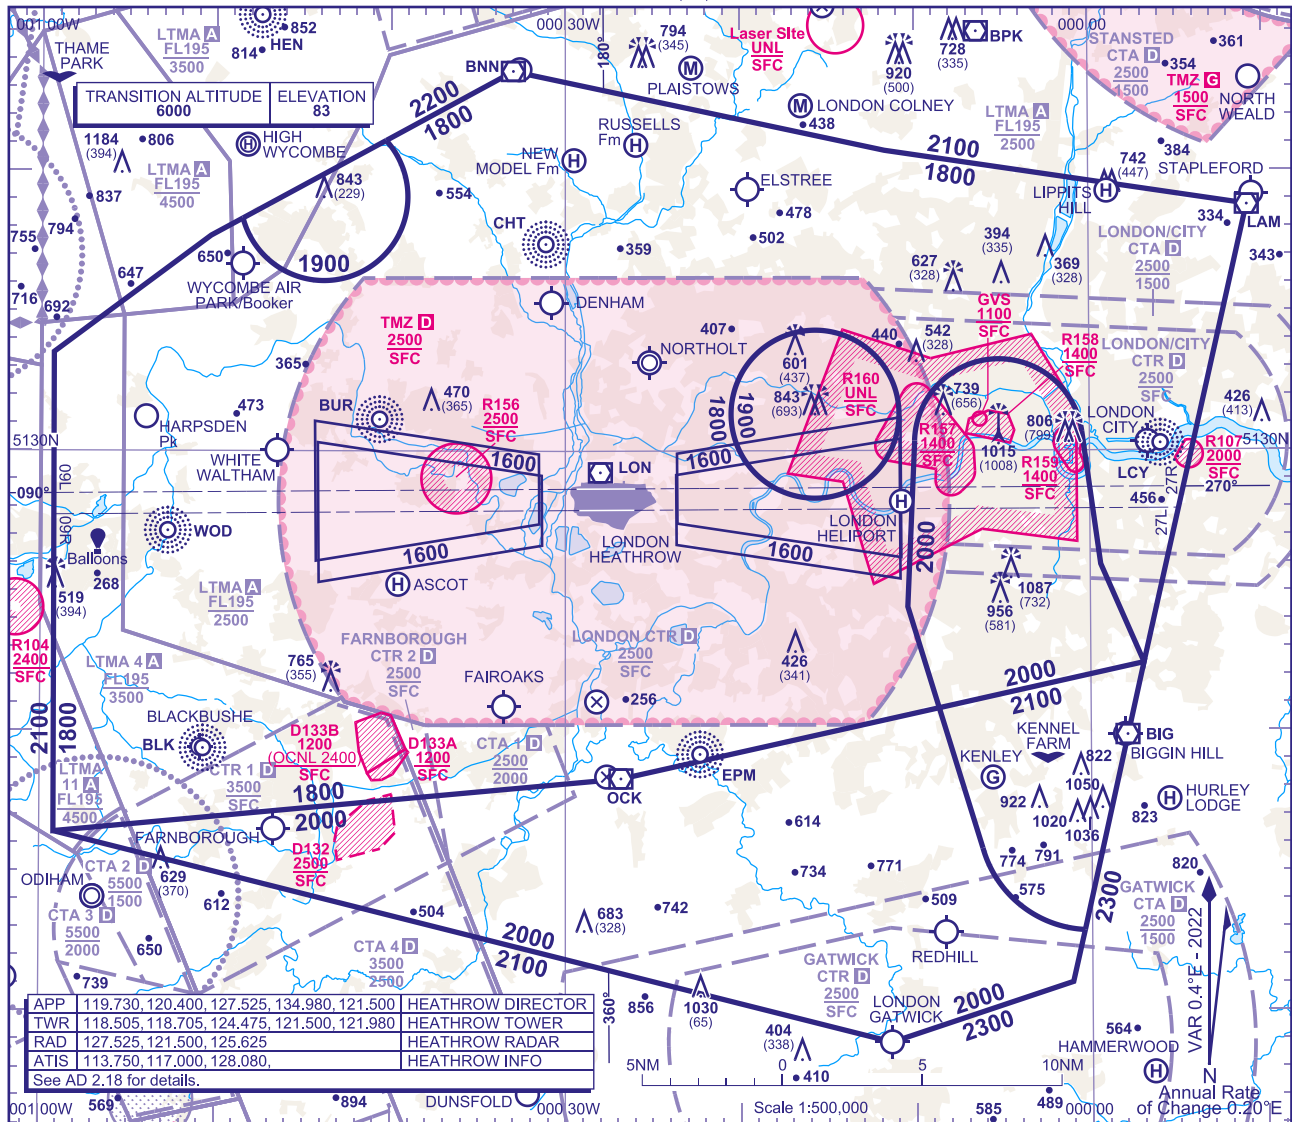 001 00W
000 30W
000 00
THAME
PARK
LTMA A
FL195
3500
852
814
HEN
BNN
180°
794
(345)
PLAISTOWS
Laser Site
UNL
SFC
920
(500)
728
(335)
BPK
STANSTED
CTA D
2500
1500
361
354
TMZ G
1500
SFC
NORTH
WEALD
TRANSITION ALTITUDE
6000
ELEVATION
83
2200
1800
LONDON COLNEY
438
LTMA A
FL195
2500
1184
(394)
806
HIGH
WYCOMBE
RUSSELLS
Fm
NEW
MODEL Fm
2100
1800
742
(447)
384
STAPLEFORD
LIPPITS
HILL
LTMA A
FL195
4500
837
843
(229)
554
ELSTREE
478
334
LAM
794
755
CHT
359
502
394
(335)
369
(328)
LONDON/CITY
CTA D
2500
1500
343
650
1900
627
(328)
647
716
692
WYCOMBE AIR
PARK/Booker
DENHAM
GVS
1100
SFC
TMZ D
2500
SFC
407
440
542
(328)
R158
1400
SFC
LONDON/CITY
CTR D
2500
SFC
365
NORTHOLT
601
(437)
R160
UNL
SFC
470
(365)
R156
2500
SFC
843
(693)
739
(656)
426
(413)
473
BUR
1800
1900
HARPSDEN
Pk
R157
1400
SFC
806
(799)
LONDON
CITY
5130N
5130N
1600
1600
1015
(1008)
R159
1400
SFC
LCY
R107
2000
SFC
WHITE
WALTHAM
LON
090°
09L
09R
27R
27L
270°
456
WOD
LONDON
HELIPORT
LONDON
HEATHROW
1600
1600
2000
Balloons
268
ASCOT
519
(394)
LTMA A
FL195
2500
1087
(732)
956
(581)
R104
2400
SFC
LTMA 4 A
FL195
3500
FARNBOROUGH
CTR 2 D
2500
SFC
LONDON CTR D
2500
SFC
426
(341)
765
(355)
FAIROAKS
256
2000
2100
2100
1800
BLACKBUSHE
BLK
D133B
1200
(OCNL 2400)
SFC
D133A
1200
SFC
CTA 1 D
2500
2000
KENNEL
FARM
BIG
BIGGIN HILL
KENLEY
822
1050
LTMA
11 A
FL195
4500
CTR 1 D
3500
SFC
EPM
OCK
1800
2000
922
1020
1036
HURLEY
LODGE
823
FARNBOROUGH
D132
2500
SFC
614
774
791
820
CTA 2 D
5500
1500
ODIHAM
629
(370)
734
771
575
2300
GATWICK
CTA D
2500
1500
CTA 3 D
5500
2000
612
504
683
(328)
742
509
650
2000
2100
CTA 4 D
3500
2500
REDHILL
VAR 0.4°E - 2022
739
GATWICK
CTR D
2500
SFC
2000
2300
APP 119.730, 120.400, 127.525, 134.980, 121.500 HEATHROW DIRECTOR
TWR 118.505, 118.705, 124.475, 121.500, 121.980 HEATHROW TOWER
RAD 127.525, 121.500, 125.625 HEATHROW RADAR
ATIS 113.750, 117.000, 128.080, HEATHROW INFO
See AD 2.18 for details.
360°
856
1030
(65)
LONDON
GATWICK
404
(338)
410
564
HAMMERWOOD
5NM
0
5
10NM
N
Annual Rate
of Change 0.20°E
569
894
DUNSFOLD
Scale 1:500,000
489
585
001 00W
000 30W
000 00